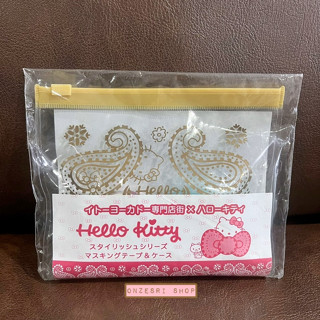 Hello
イトーヨーカドー専門店街 × ハローキティ
Hello Kitty
スタイリッシュシリーズ
マスキングテープ&ケース
ONZEGRI SHOP